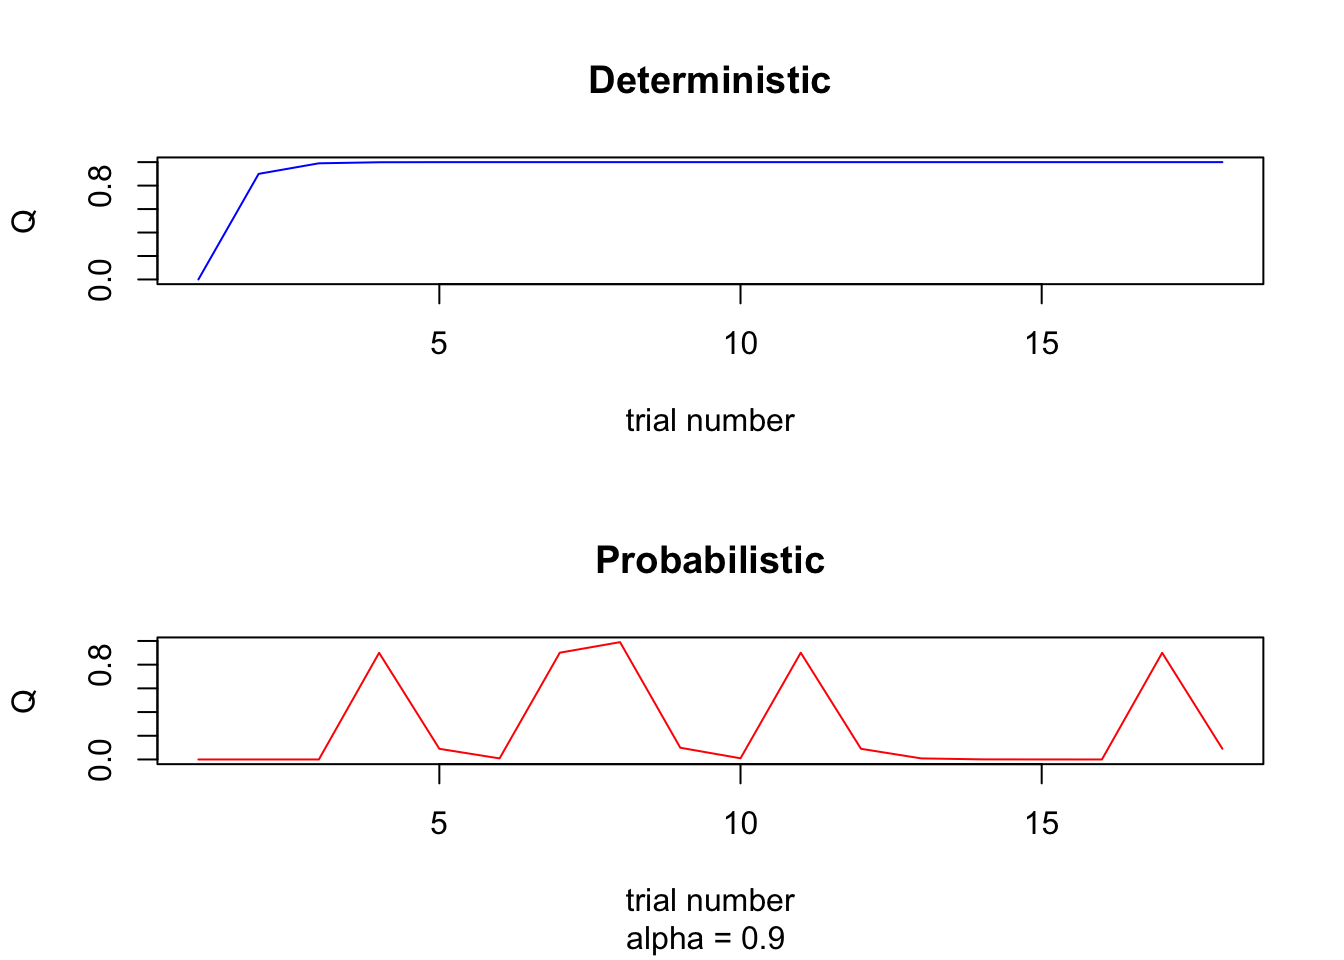 Deterministic
Q
0.8
0.0
5 10 15
trial number
Probabilistic
Q
0.8
0.0
5 10 15
trial number
alpha = 0.9